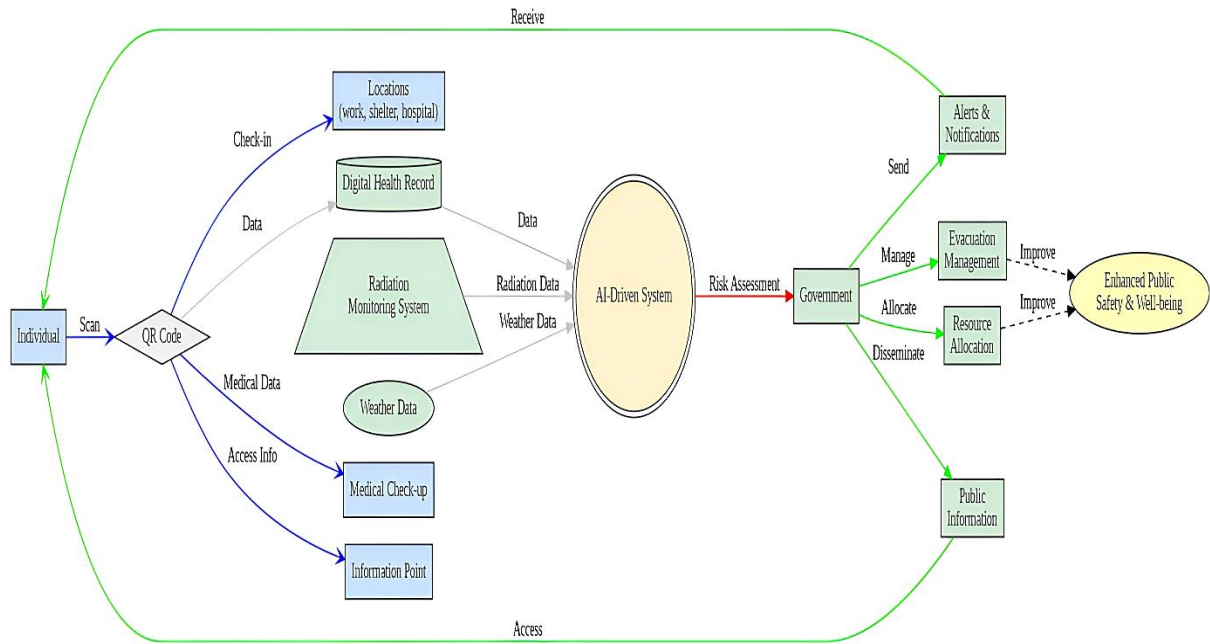 Receive
Locations
(work, shelter, hospital)
Alerts &
Notifications
Check-in
Send
Digital Health Record
Data
Data
Evacuation
Management
Manage
Improve
Radiation
Monitoring System
Radiation Data
AI-Driven System
Risk Assessment
Government
Enhanced Public
Safety & Well-being
Weather Data
Allocate
Improve
Resource
Allocation
Individual
Scan
QR Code
Disseminate
Medical Data
Weather Data
Access Info
Medical Check-up
Public
Information
Information Point
Access